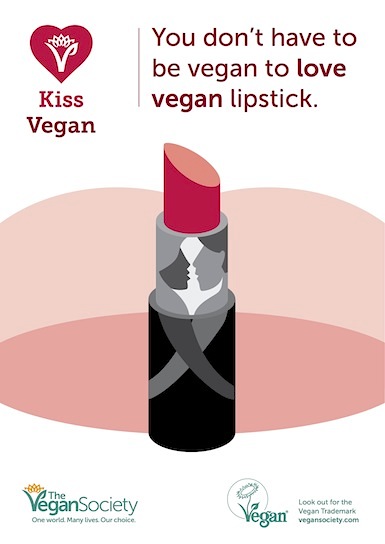 Kiss
Vegan
You don't have to
be vegan to love
vegan lipstick.
The
VeganSociety
One world. Many lives. Our choice.
Vegan®
Look out for the
Vegan Trademark
vegansociety.com